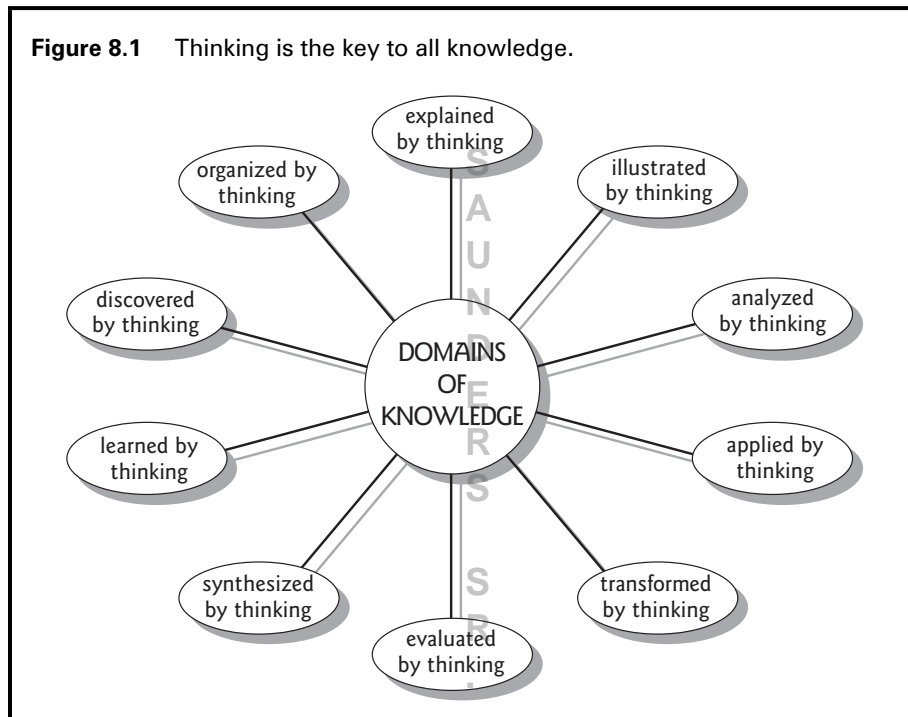 Figure 8.1 Thinking is the key to all knowledge.
explained
by thinking
organized by
thinking
illustrated
by thinking
discovered
by thinking
analyzed
by thinking
DOMAINS
OF
KNOWLEDGE
learned by
thinking
applied by
thinking
synthesized
by thinking
transformed
by thinking
evaluated
by thinking
SAUNDERS SR